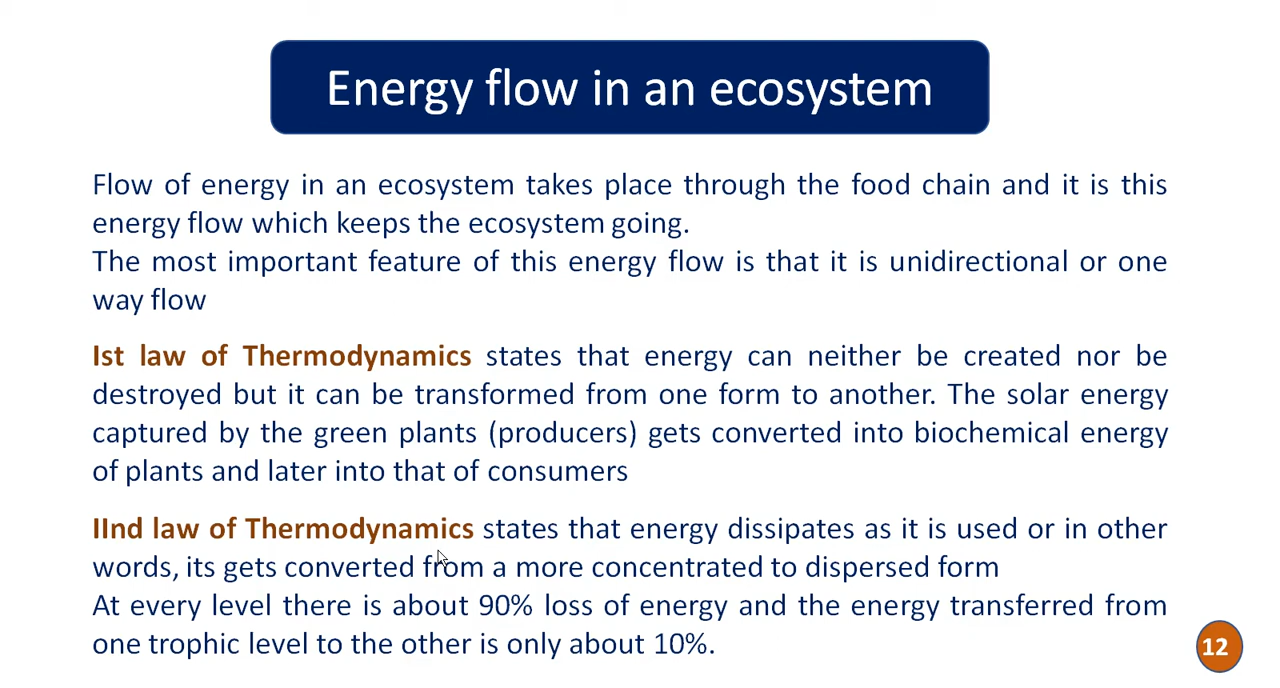 Energy flow in an ecosystem
Flow of energy in an ecosystem takes place through the food chain and it is this
energy flow which keeps the ecosystem going.
The most important feature of this energy flow is that it is unidirectional or one
way flow
Ist law of Thermodynamics states that energy can neither be created nor be
destroyed but it can be transformed from one form to another. The solar energy
captured by the green plants (producers) gets converted into biochemical energy
of plants and later into that of consumers
IInd law of Thermodynamics states that energy dissipates as it is used or in other
words, its gets converted from a more concentrated to dispersed form
At every level there is about 90% loss of energy and the energy transferred from
one trophic level to the other is only about 10%.
12